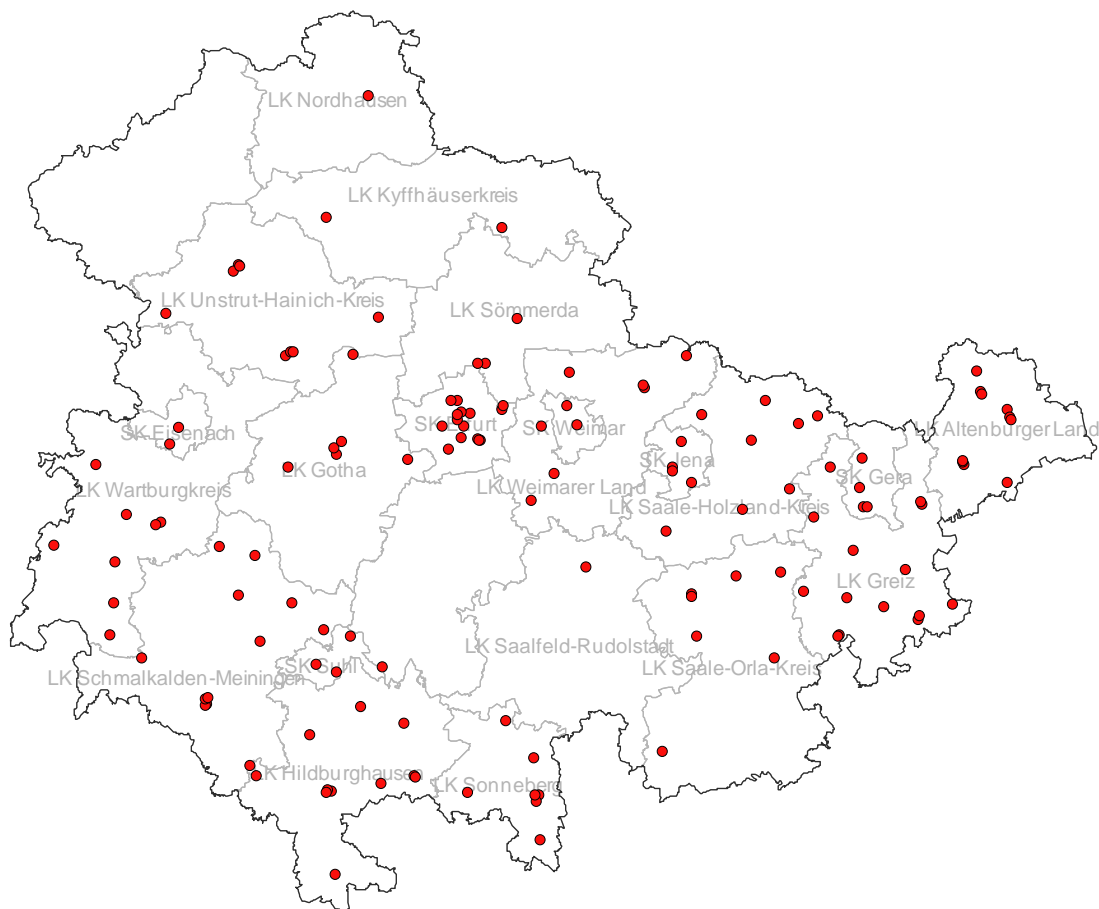 LK Nordhausen
LK Kyffhäuserkreis
LK Unstrut-Hainich-Kreis
LK Sömmerda
SK Eisenach
SK Erfurt
SK Weimar
LK Altenburger Land
LK Gotha
SK Jena
SK Gera
LK Wartburgkreis
LK Weimarer Land
LK Saale-Holzland-Kreis
LK Greiz
LK Saalfeld-Rudolstadt
SK Suhl
LK Saale-Orla-Kreis
LK Schmalkalden-Meiningen
LK Hildburghausen
LK Sonneberg